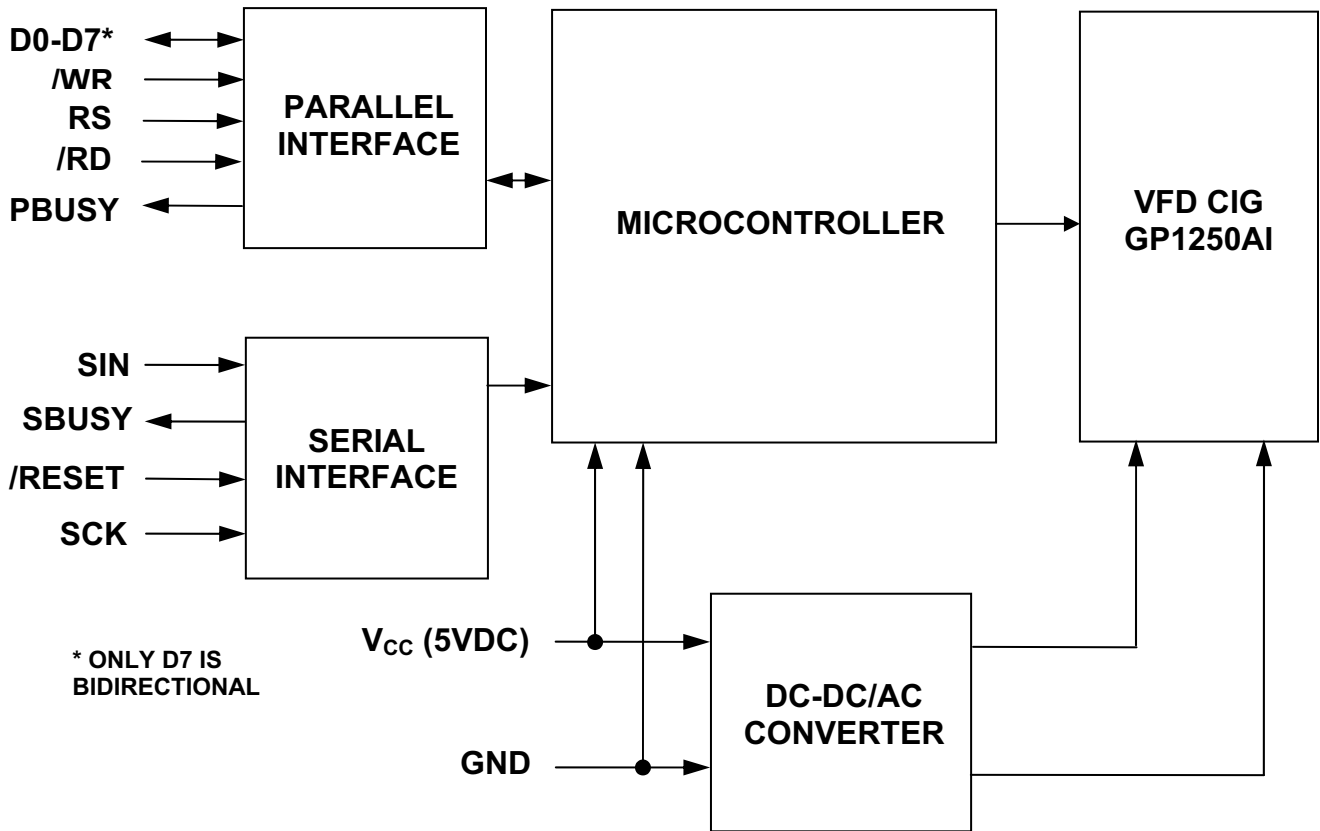 D0-D7*
/WR
RS
/RD
PBUSY
PARALLEL
INTERFACE
MICROCONTROLLER
VFD CIG
GP1250AI
SIN
SBUSY
/RESET
SCK
SERIAL
INTERFACE
* ONLY D7 IS
BIDIRECTIONAL
VCC (5VDC)
GND
DC-DC/AC
CONVERTER